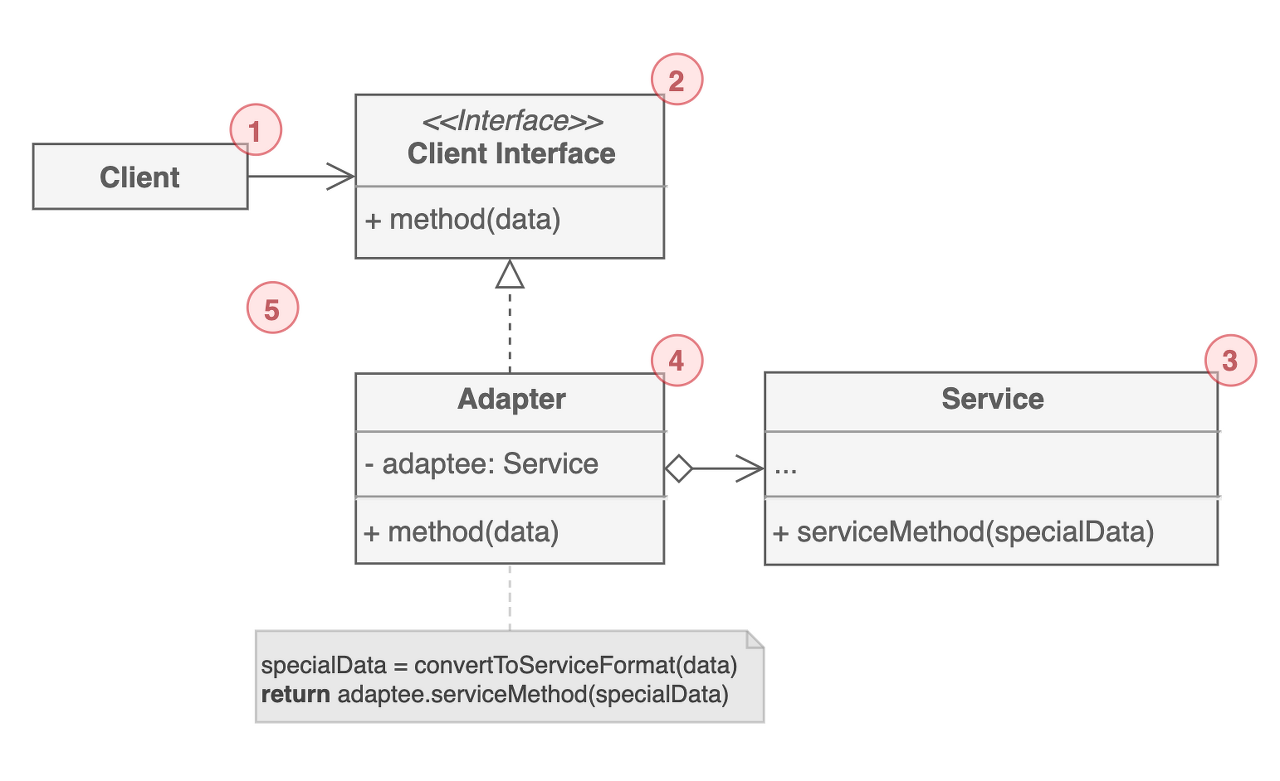 1
Client
2
<<Interface>>
Client Interface
+ method(data)
5
4
Adapter
- adaptee: Service
+ method(data)
3
Service
...
+ serviceMethod(specialData)
specialData = convertToServiceFormat(data)
return adaptee.serviceMethod(specialData)